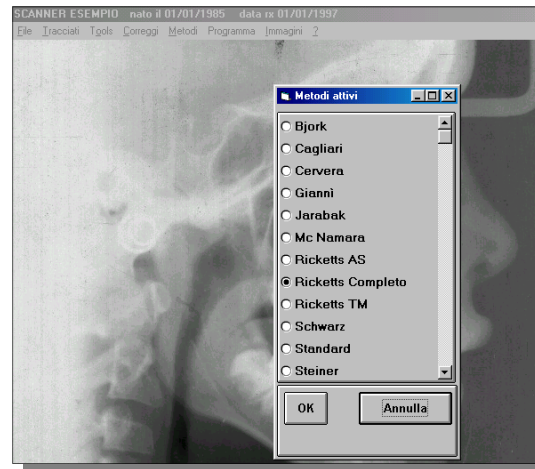 SCANNER ESEMPIO nato il 01/01/1985 data rx 01/01/1997
File Tracciati Tools Correggi Metodi Programma Immagini ?
Metodi attivi
Bjork
Cagliari
Cervera
Giannì
Jarabak
Mc Namara
Ricketts AS
Ricketts Completo
Ricketts TM
Schwarz
Standard
Steiner
OK Annulla